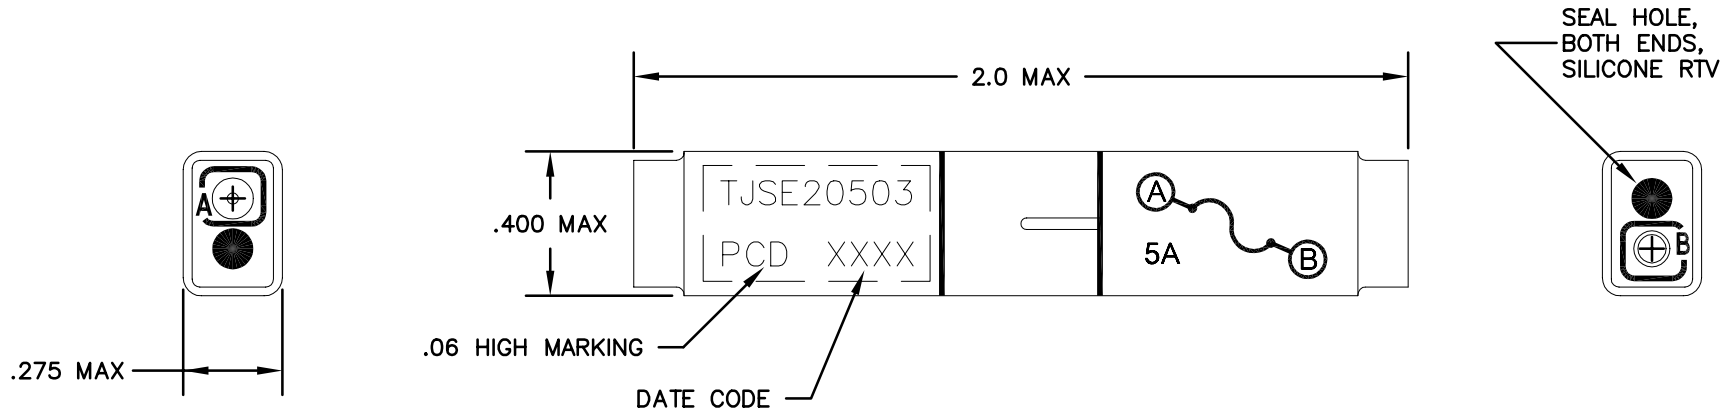 SEAL HOLE,
BOTH ENDS,
SILICONE RTV
2.0 MAX
.400 MAX
TJSE20503
PCD XXXX
A
5A
B
A
B
.06 HIGH MARKING
.275 MAX
DATE CODE